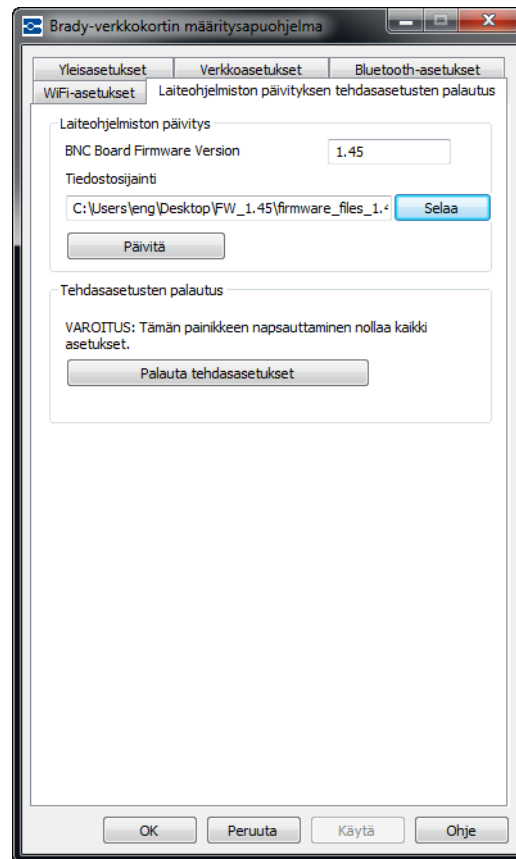 Brady-verkkokortin määritysapuohjelma
Yleisasetukset Verkkoasetukset Bluetooth-asetukset
WiFi-asetukset Laiteohjelmiston päivityksen tehdasasetusten palautus
Laiteohjelmiston päivitys
BNC Board Firmware Version 1.45
Tiedostosijainti
C:\Users\eng\Desktop\FW_1.45\firmware_files_1.4 Selaa
Päivitä
Tehdasasetusten palautus
VAROITUS: Tämän painikkeen napsauttaminen nollaa kaikki
asetukset.
Palauta tehdasasetukset
OK Peruuta Käytä Ohje